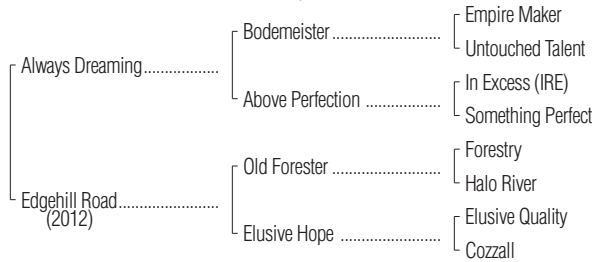 Empire Maker
Bodemeister ....................
Untouched Talent
Always Dreaming..................
In Excess (IRE)
Above Perfection ..................
Something Perfect
Forestry
Old Forester .......................
Halo River
Edgehill Road.......................
(2012)
Elusive Quality
Elusive Hope .....................
Cozzall